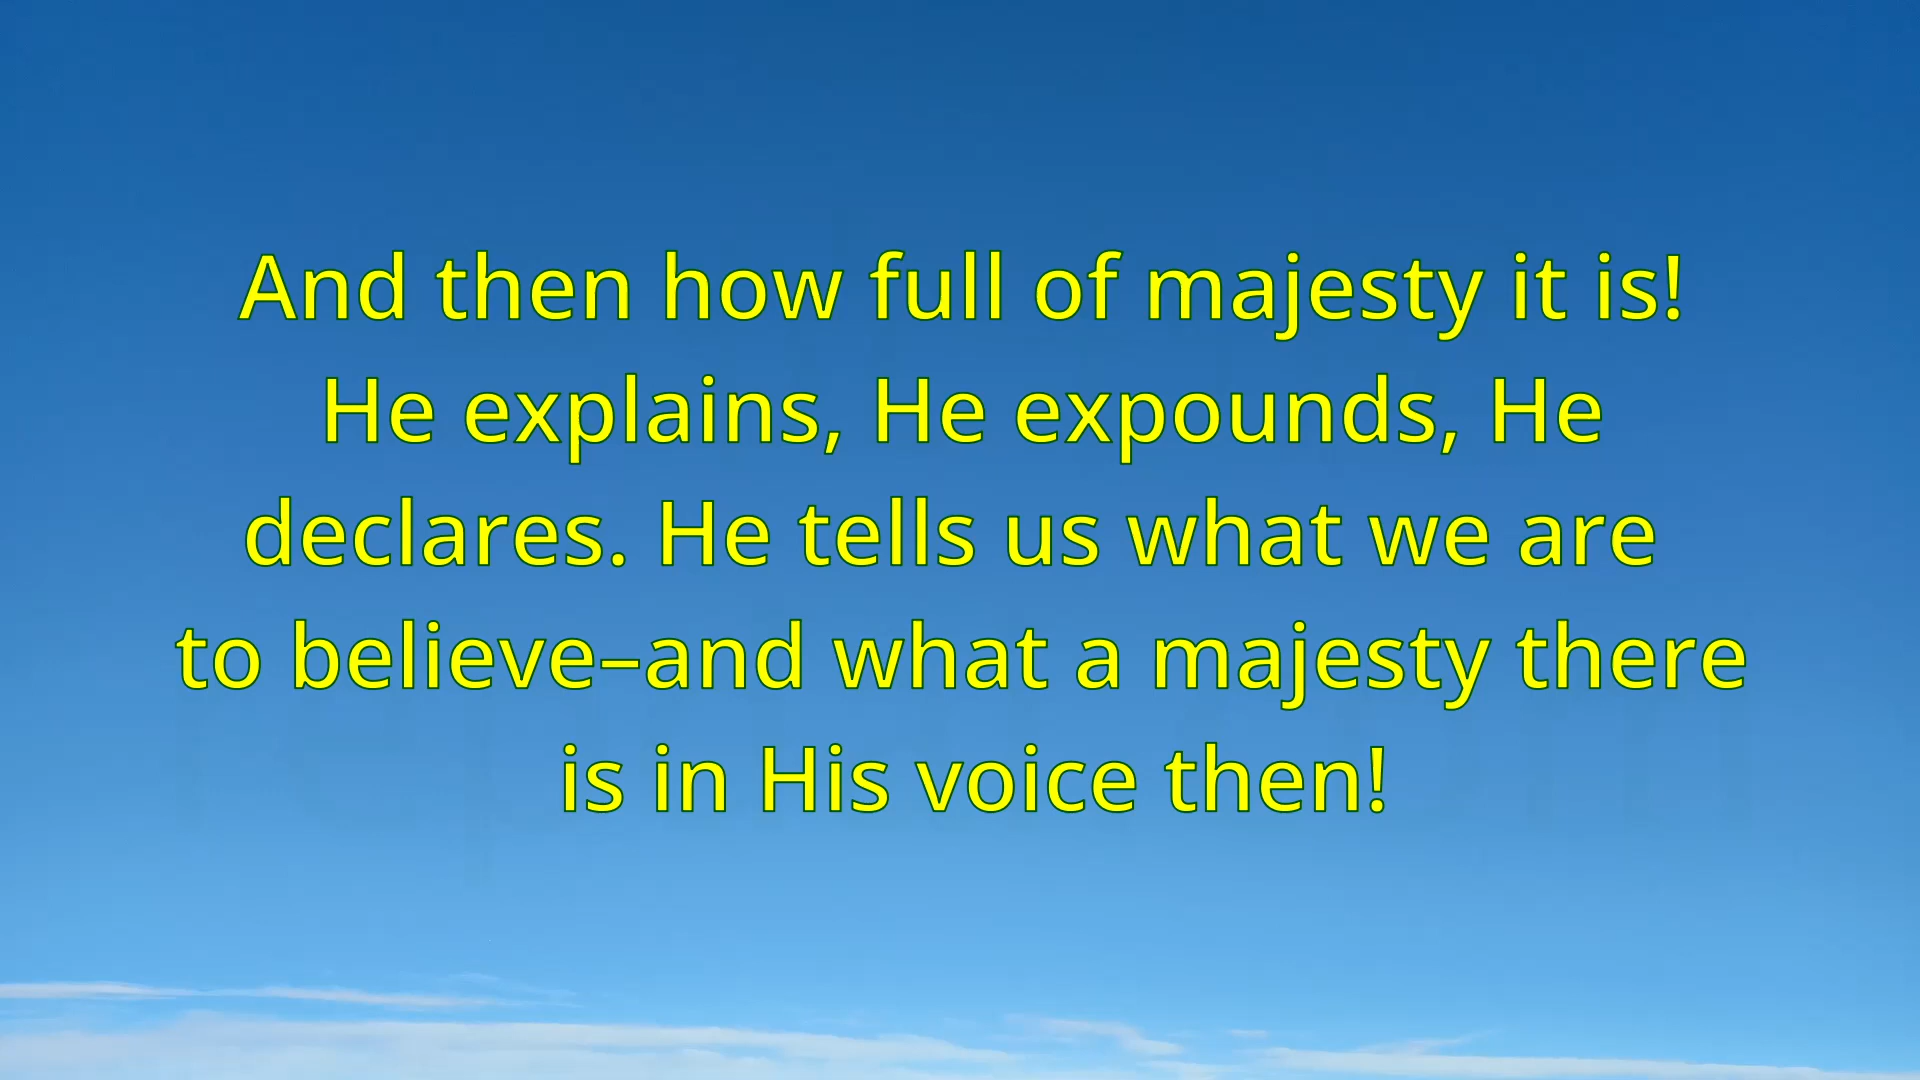 And then how full of majesty it is!
He explains, He expounds, He
declares. He tells us what we are
to believe–and what a majesty there
is in His voice then!